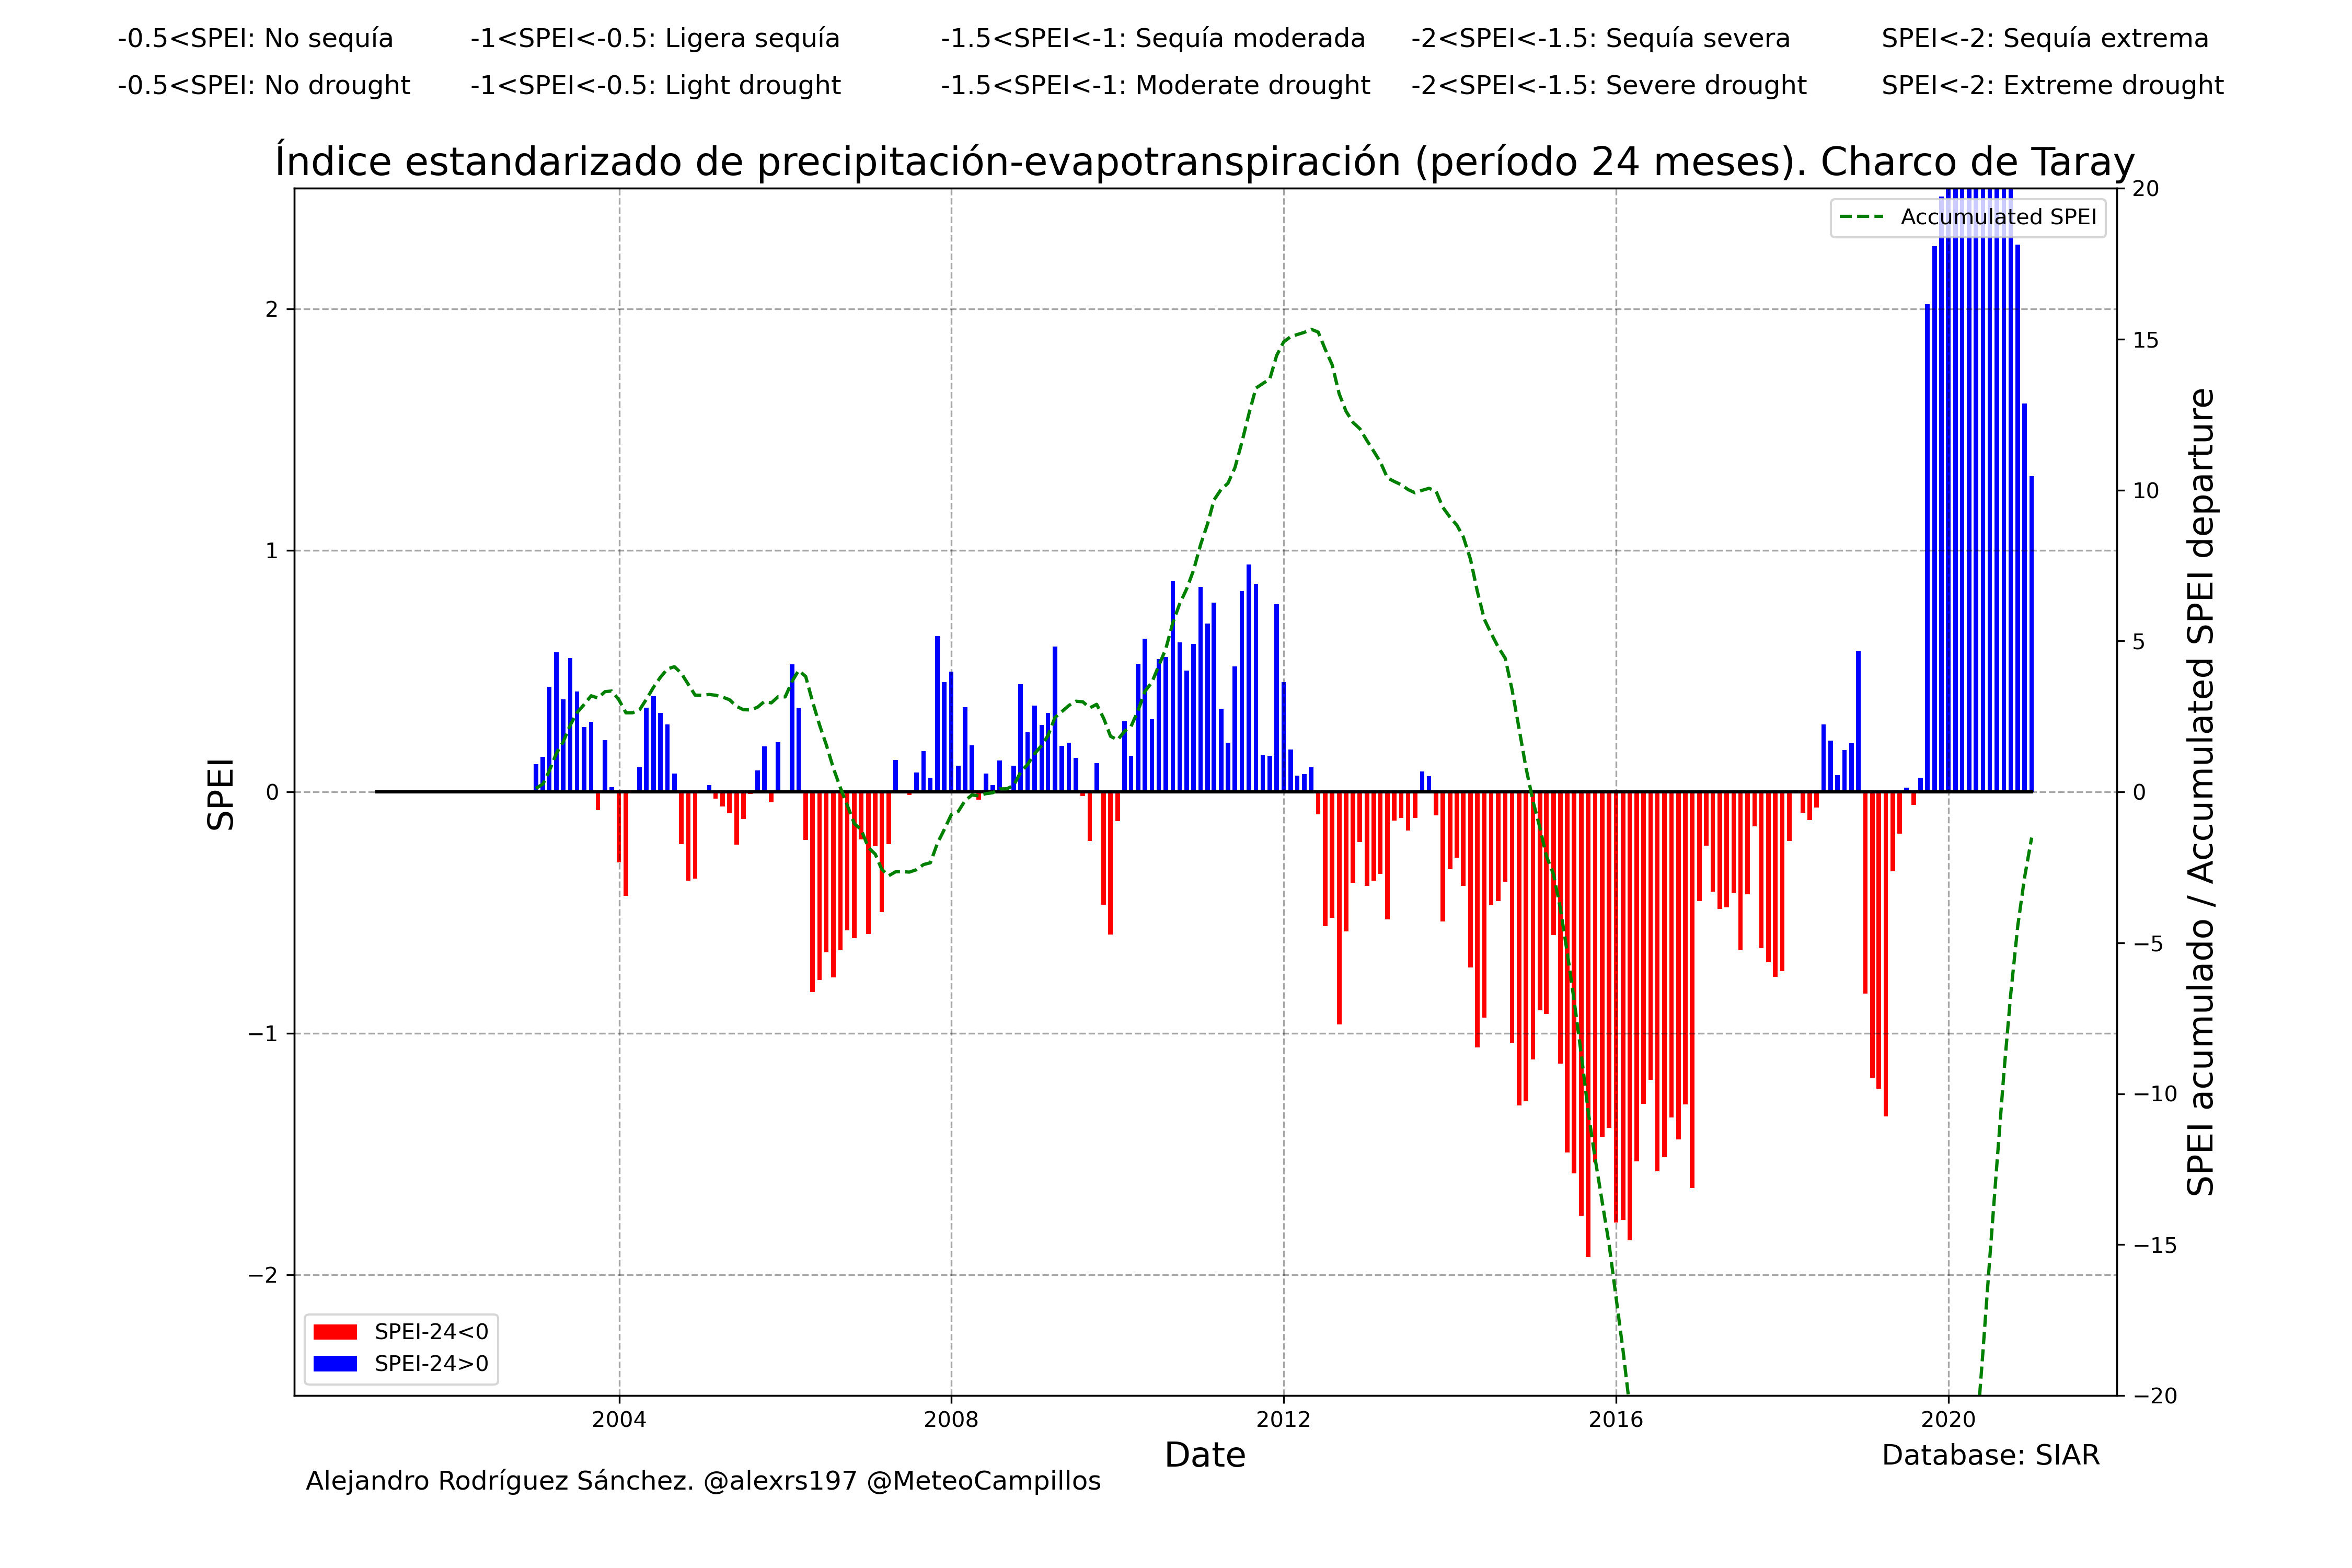 -0.5<SPEI: No sequía -1<SPEI<-0.5: Ligera sequía -1.5<SPEI<-1: Sequía moderada -2<SPEI<-1.5: Sequía severa SPEI<-2: Sequía extrema
-0.5<SPEI: No drought -1<SPEI<-0.5: Light drought -1.5<SPEI<-1: Moderate drought -2<SPEI<-1.5: Severe drought SPEI<-2: Extreme drought
Índice estandarizado de precipitación-evapotranspiración (período 24 meses). Charco de Taray
Accumulated SPEI
SPEI
2
1
0
−1
−2
20
15
10
5
0
−5
−10
−15
−20
SPEI acumulado / Accumulated SPEI departure
SPEI-24<0
SPEI-24>0
2004 2008 2012 2016 2020
Date
Database: SIAR
Alejandro Rodríguez Sánchez. @alexrs197 @MeteoCampillos